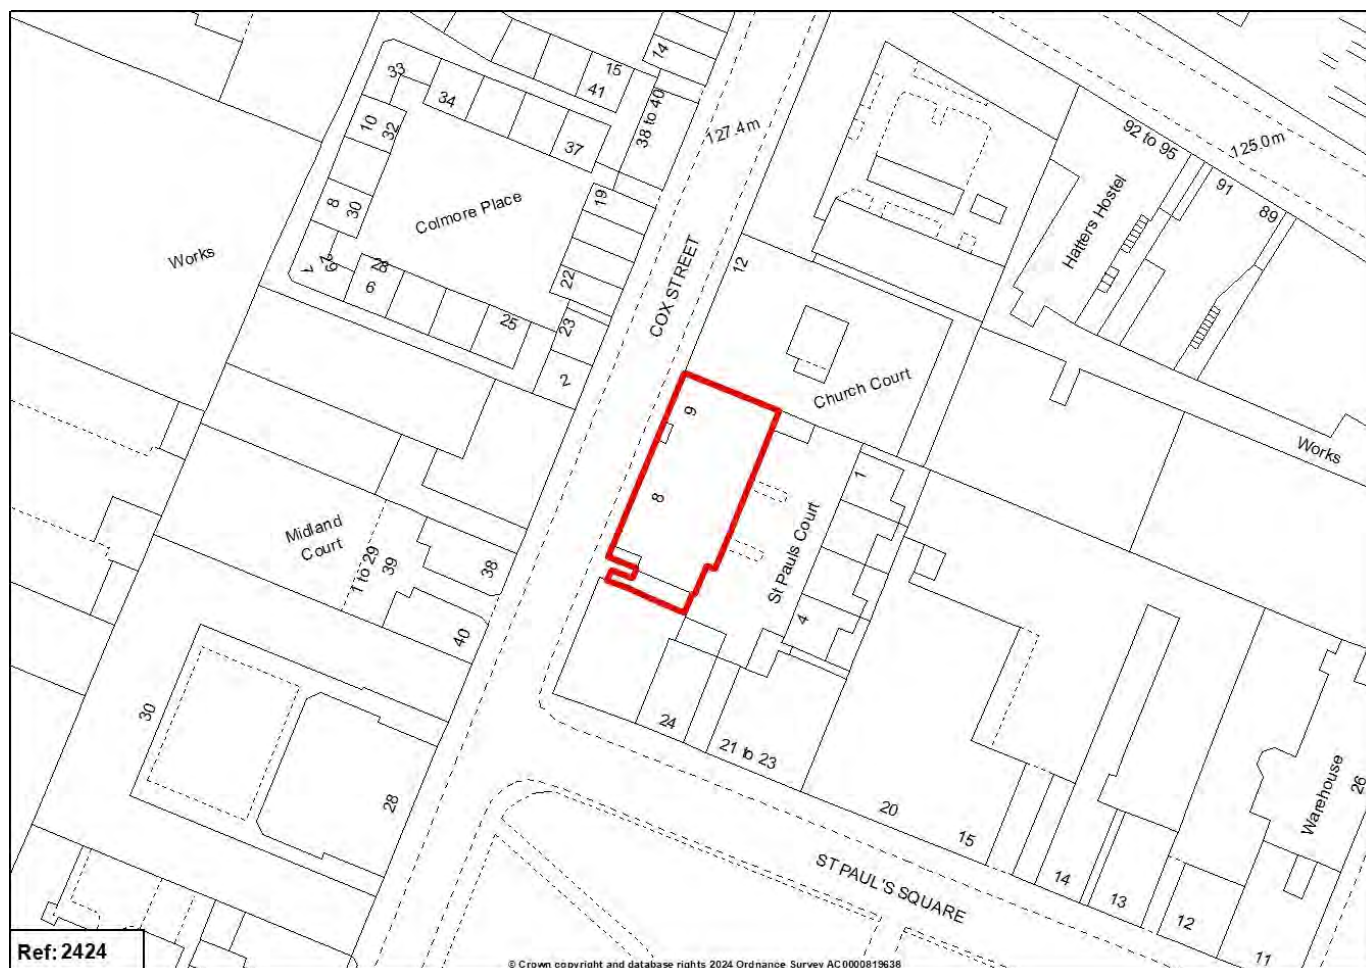 33
34
15
41
14
38 to 40
10
32
37
127.4m
92 to 95
125.0m
91
89
8
30
Colmore Place
19
Hatters Hostel
Works
7
29
28
6
22
25
23
2
COX STREET
12
Church Court
9
8
1
Works
Midland
Court
1 to 29
39
38
40
St Pauls Court
4
30
28
24
21 to 23
20
15
ST PAUL'S SQUARE
14
13
12
11
Warehouse
26
Ref: 2424
© Crown copyright and database rights 2024 Ordnance Survey AC0000819638